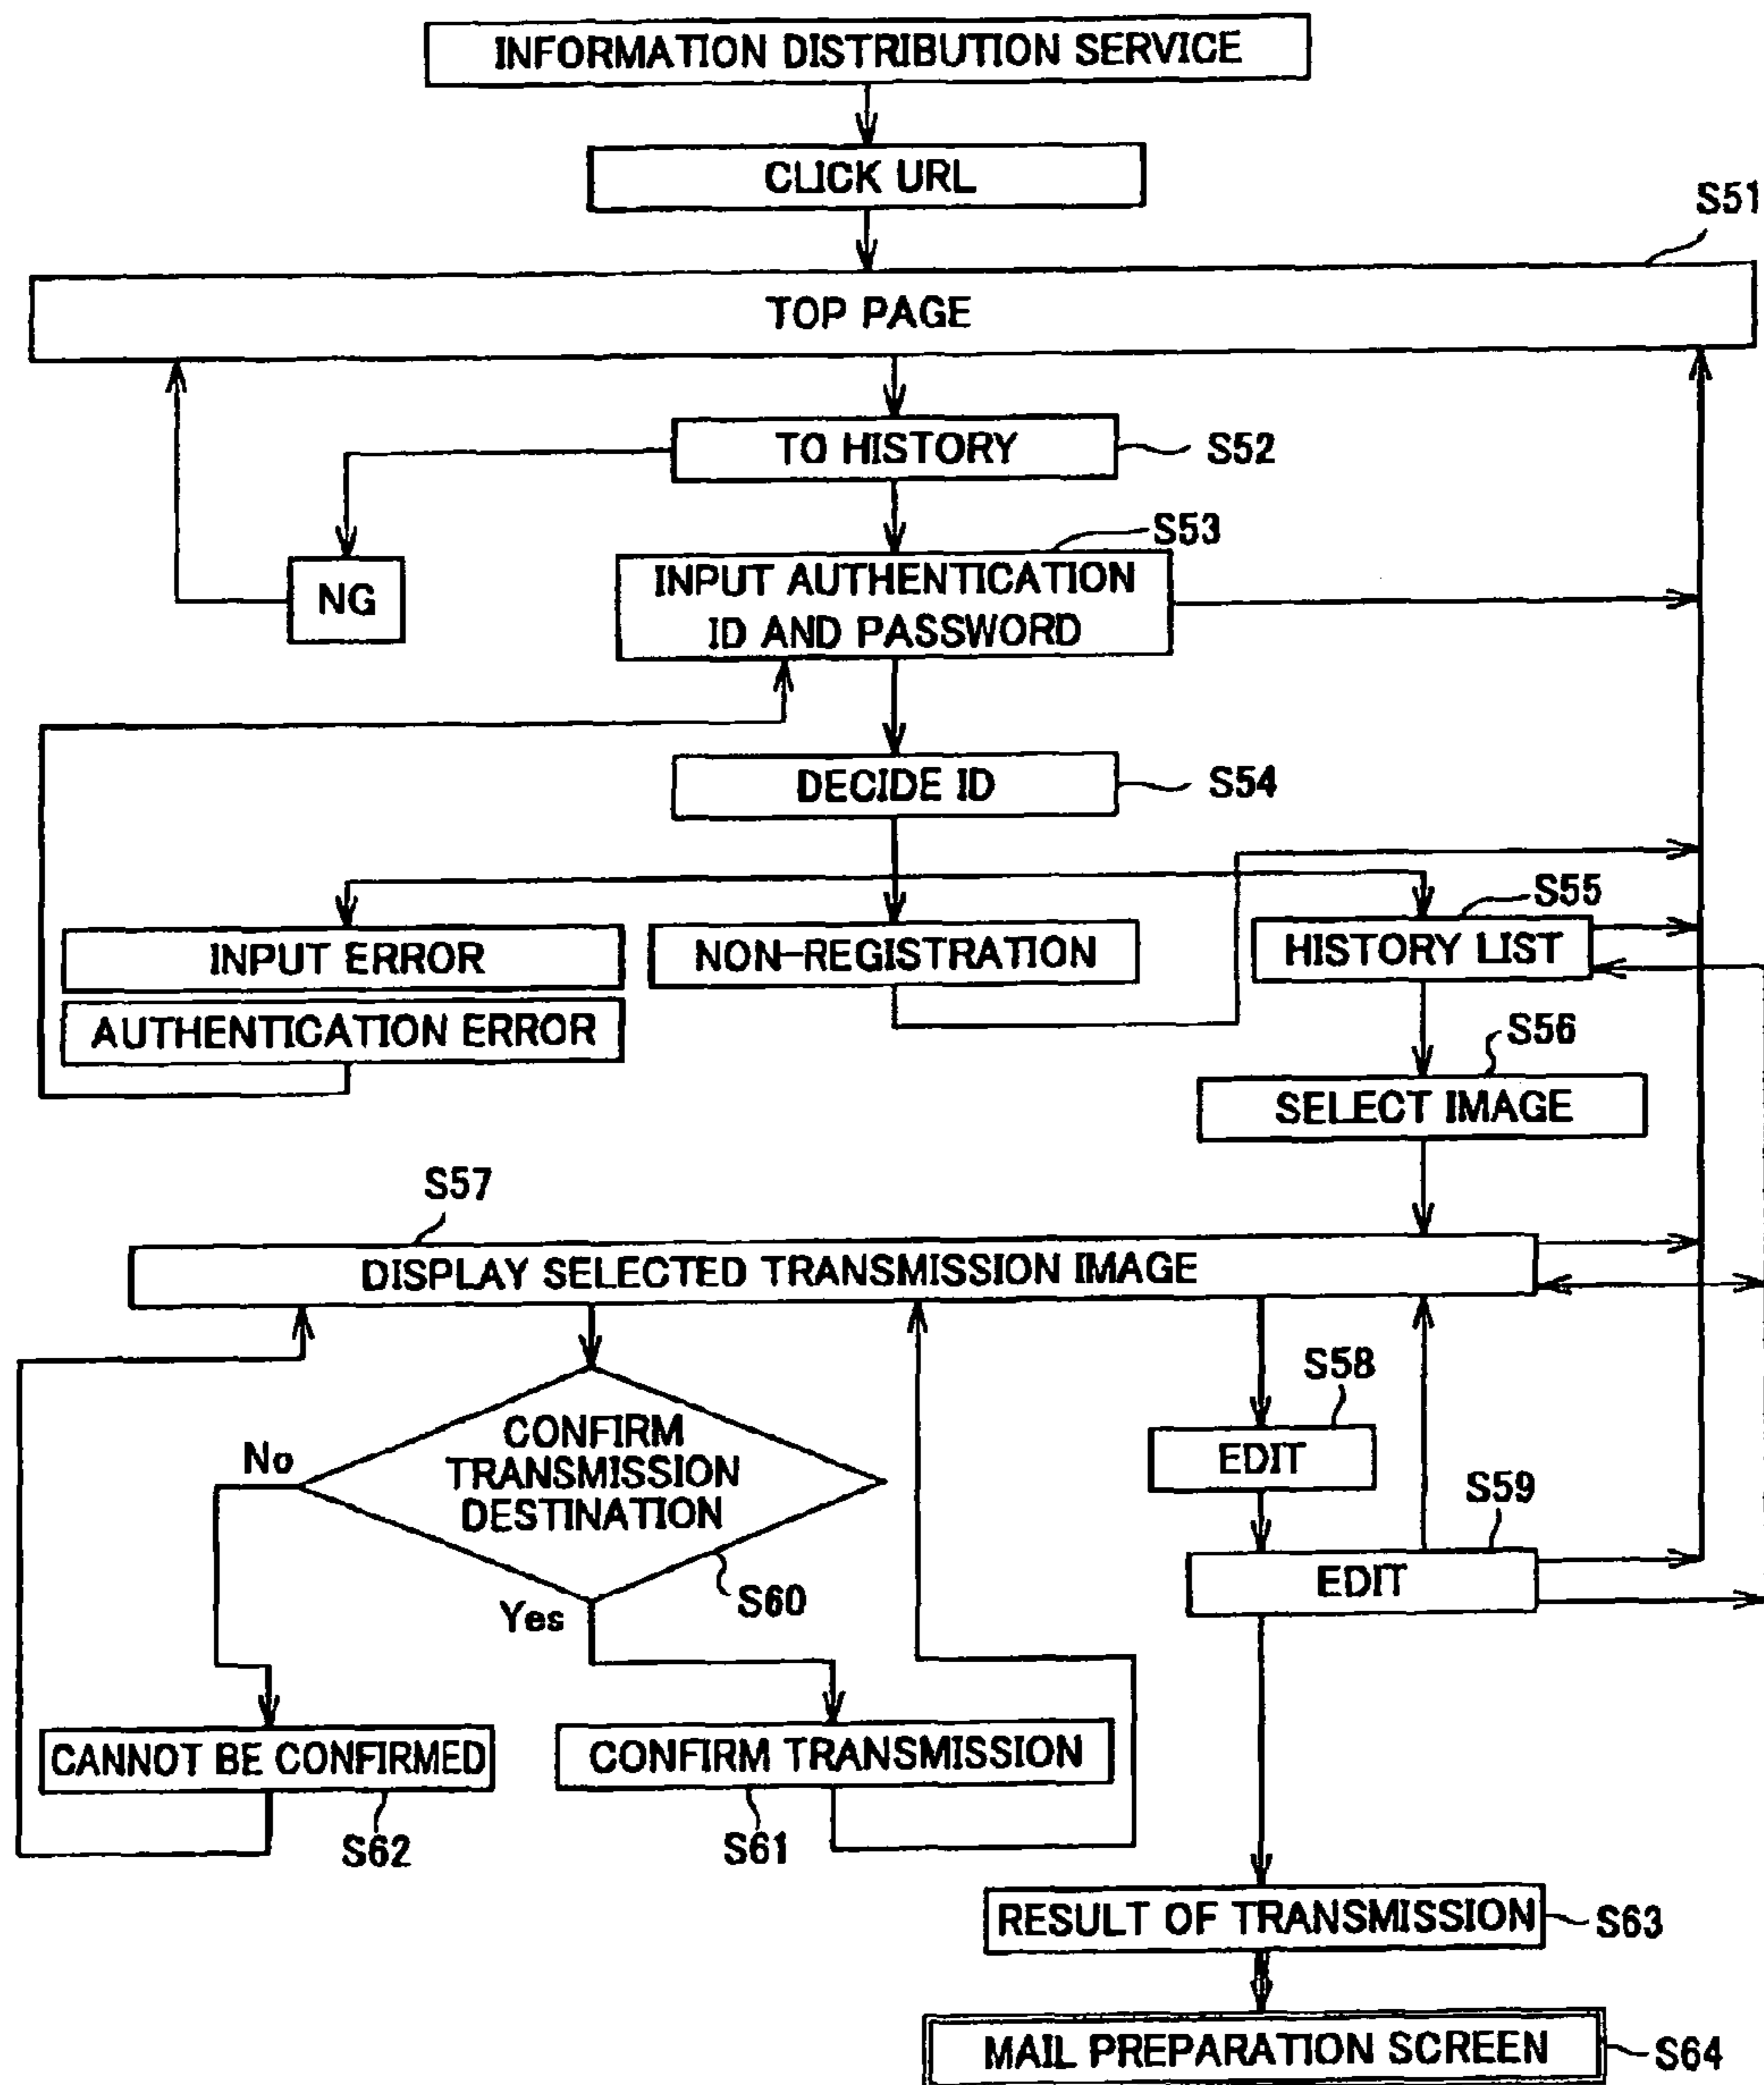 INFORMATION DISTRIBUTION SERVICE
CLICK URL
S51
TOP PAGE
TO HISTORY
S52
S53
NG
INPUT AUTHENTICATION
ID AND PASSWORD
DECIDE ID
S54
S55
INPUT ERROR
NON-REGISTRATION
HISTORY LIST
AUTHENTICATION ERROR
S56
SELECT IMAGE
S57
DISPLAY SELECTED TRANSMISSION IMAGE
S58
No
CONFIRM
TRANSMISSION
DESTINATION
EDIT
S59
EDIT
S60
Yes
CANNOT BE CONFIRMED
CONFIRM TRANSMISSION
S62
S61
RESULT OF TRANSMISSION
S63
MAIL PREPARATION SCREEN
S64